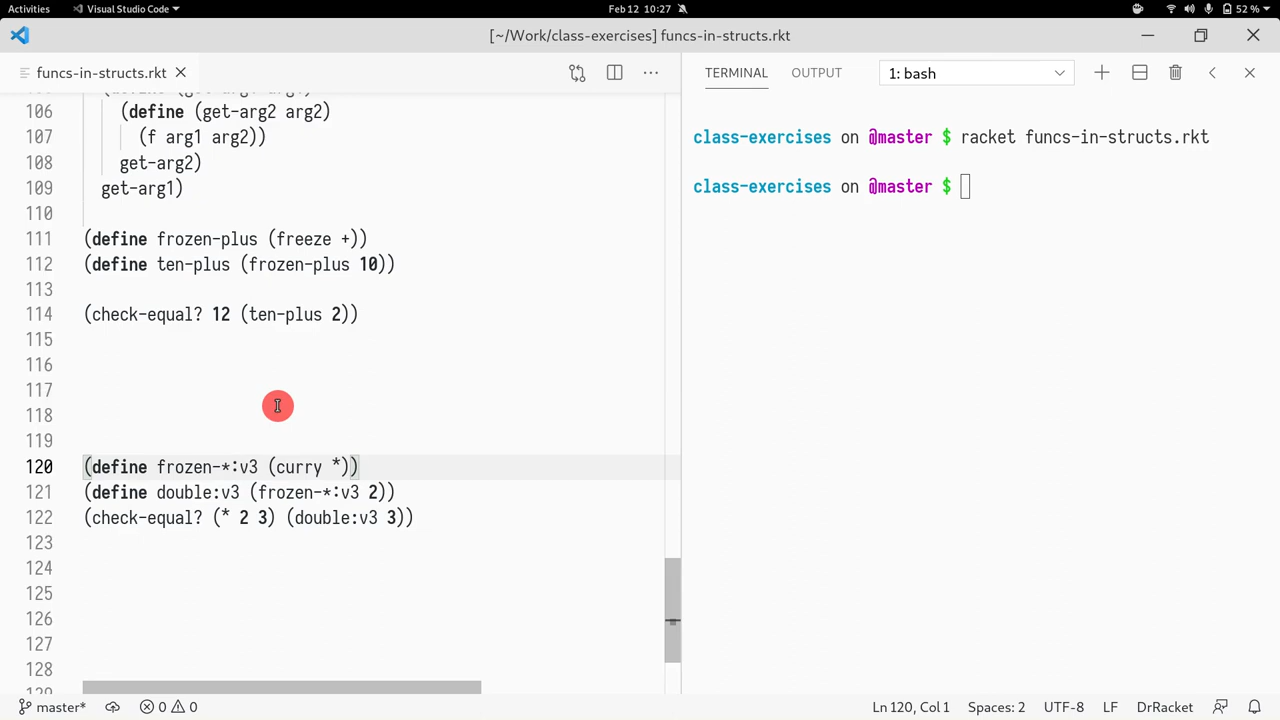 Activities Visual Studio Code Feb 12 10:27 52 %
[~/Work/class-exercises] funcs-in-structs.rkt
funcs-in-structs.rkt
TERMINAL OUTPUT 1: bash
106 (define (get-arg2 arg2)
107 (f arg1 arg2))
108 get-arg2)
109 get-arg1)
110
111 (define frozen-plus (freeze +))
112 (define ten-plus (frozen-plus 10))
113
114 (check-equal? 12 (ten-plus 2))
115
116
117
118
119
120 (define frozen-*:v3 (curry *))
121 (define double:v3 (frozen-*:v3 2))
122 (check-equal? (* 2 3) (double:v3 3))
123
124
125
126
127
128
class-exercises on @master $ racket funcs-in-structs.rkt
class-exercises on @master $
master* 0 0 Ln 120, Col 1 Spaces: 2 UTF-8 LF DrRacket